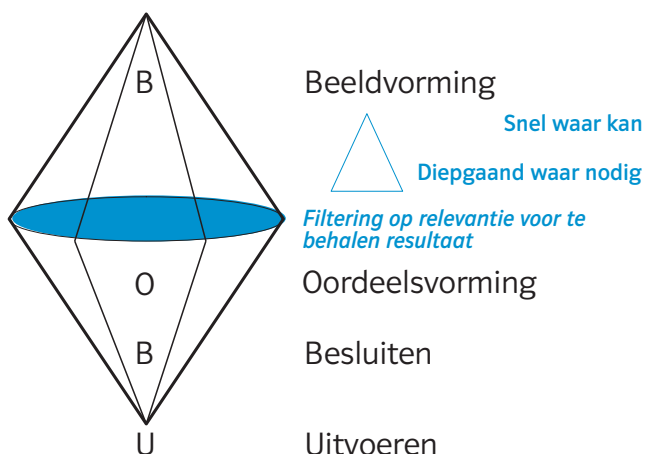 B Beeldvorming
Snel waar kan
Diepgaand waar nodig
Filtering op relevantie voor te
behalen resultaat
O Oordeelsvorming
B Besluiten
U Uitvoeren